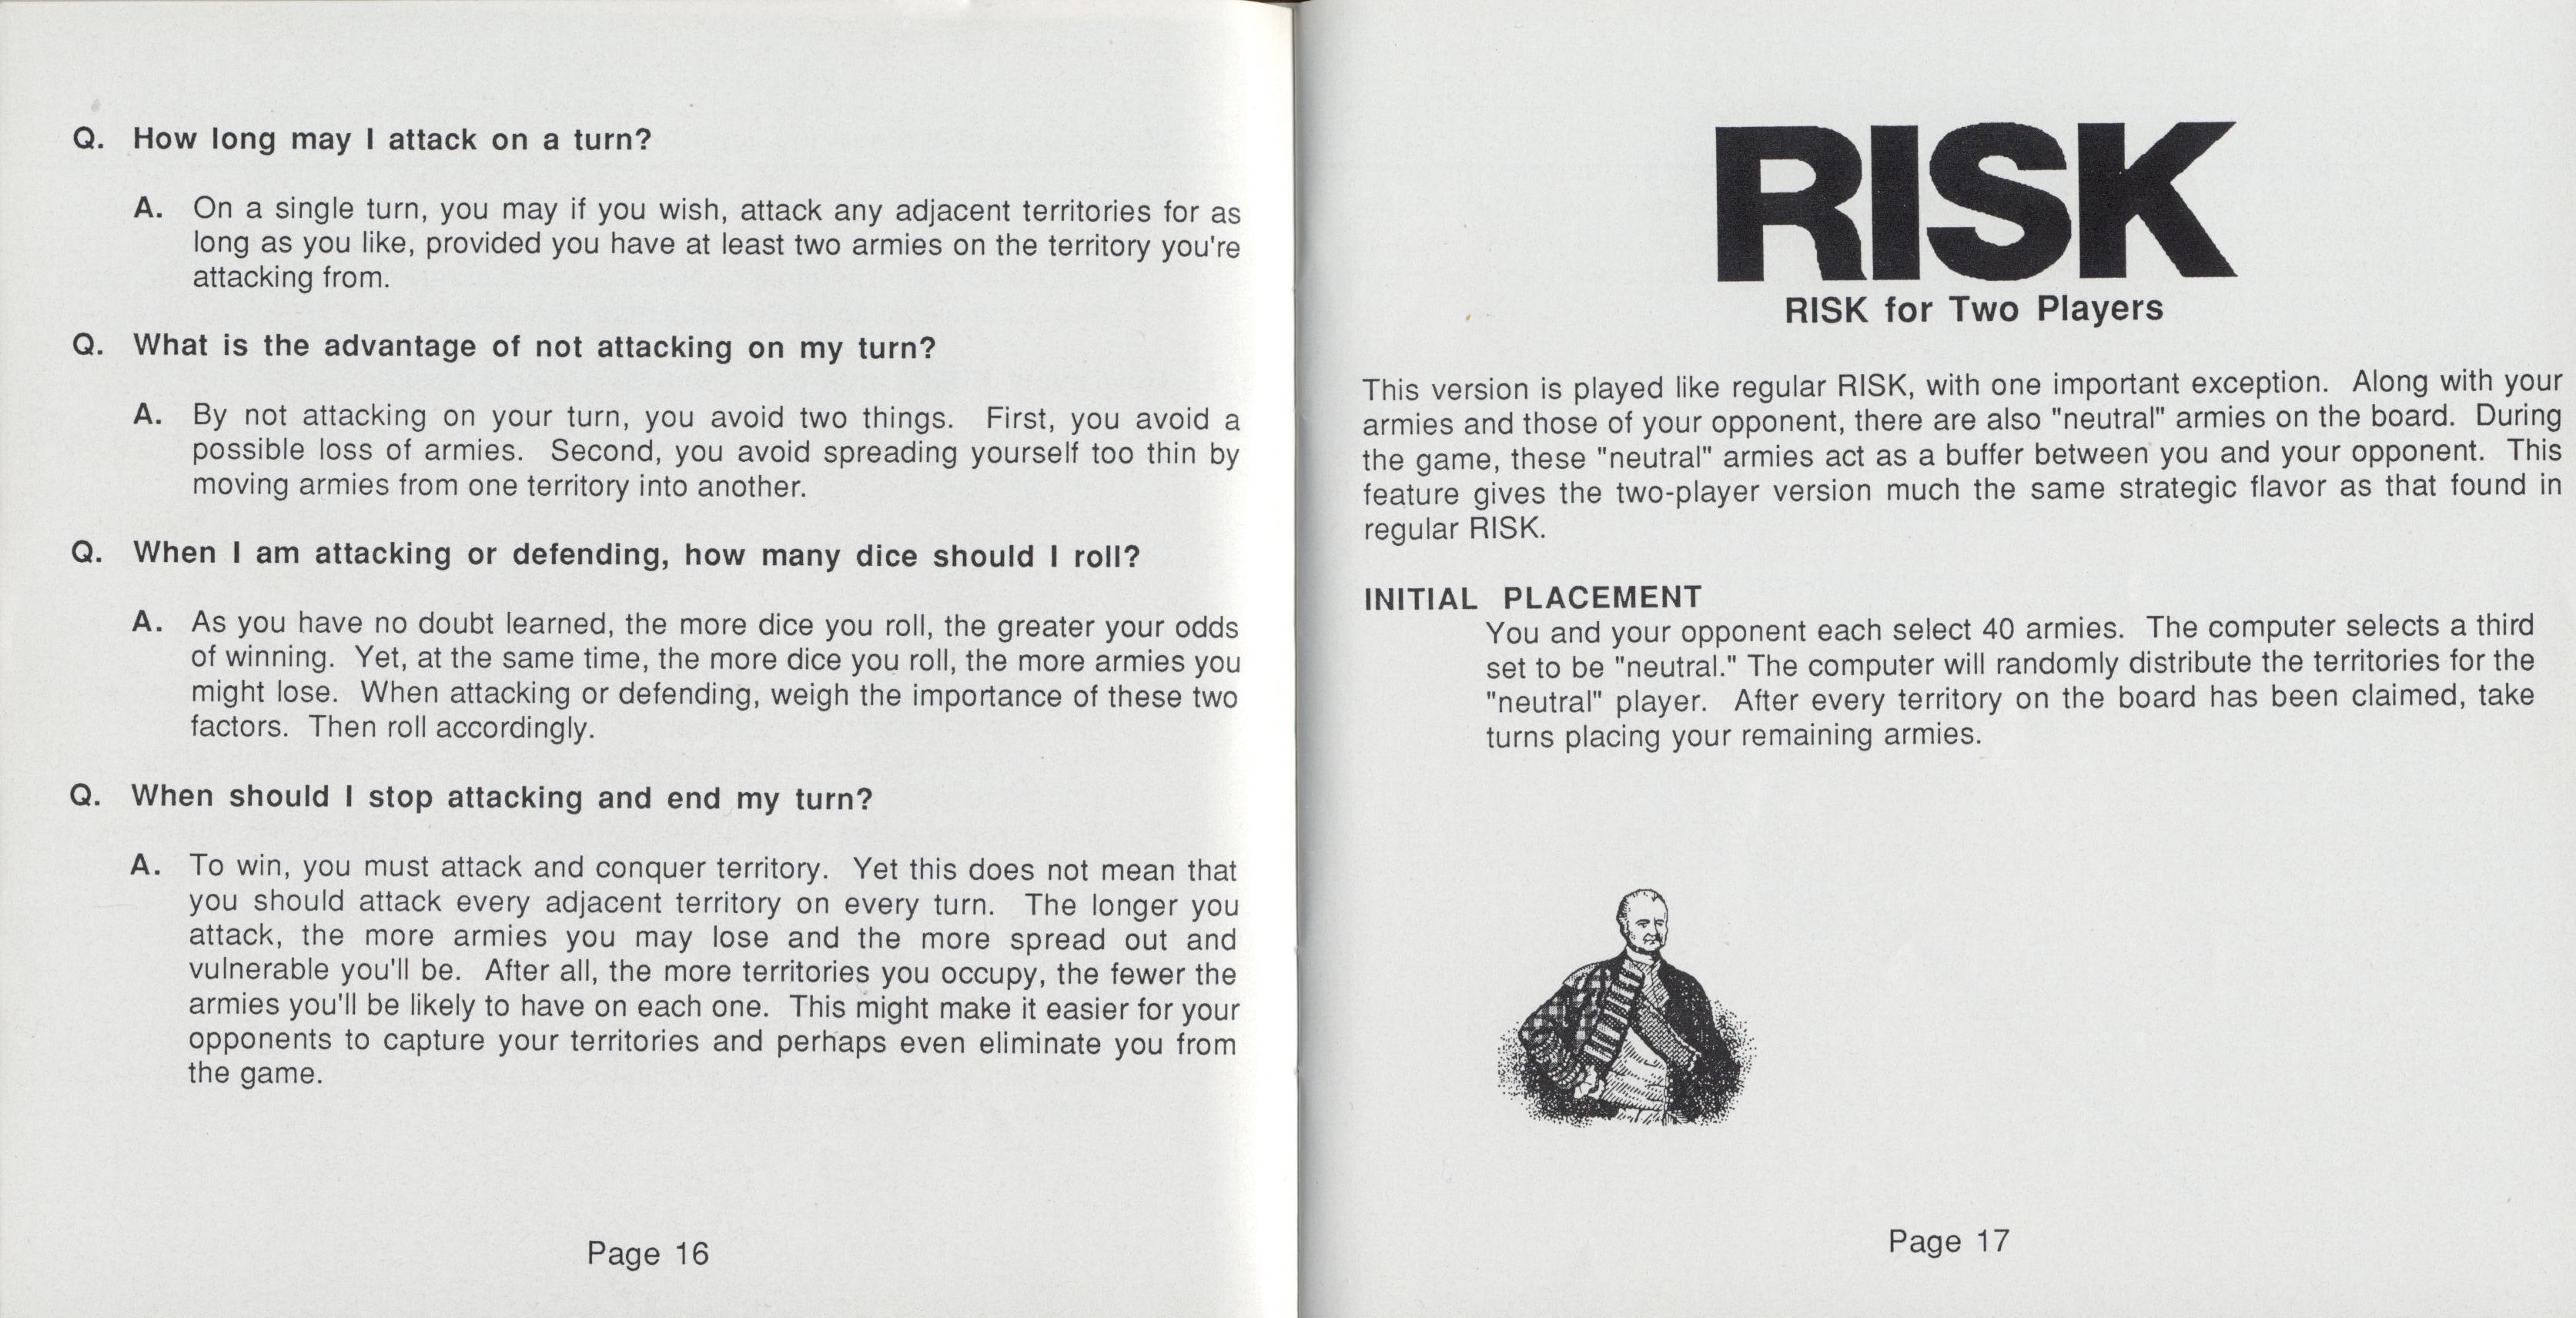 Q. How long may I attack on a turn?
A. On a single turn, you may if you wish, attack any adjacent territories for as
long as you like, provided you have at least two armies on the territory you're
attacking from.
Q. What is the advantage of not attacking on my turn?
A. By not attacking on your turn, you avoid two things. First, you avoid a
possible loss of armies. Second, you avoid spreading yourself too thin by
moving armies from one territory into another.
Q. When I am attacking or defending, how many dice should I roll?
A. As you have no doubt learned, the more dice you roll, the greater your odds
of winning. Yet, at the same time, the more dice you roll, the more armies you
might lose. When attacking or defending, weigh the importance of these two
factors. Then roll accordingly.
Q. When should I stop attacking and end my turn?
A. To win, you must attack and conquer territory. Yet this does not mean that
you should attack every adjacent territory on every turn. The longer you
attack, the more armies you may lose and the more spread out and
vulnerable you'll be. After all, the more territories you occupy, the fewer the
armies you'll be likely to have on each one. This might make it easier for your
opponents to capture your territories and perhaps even eliminate you from
the game.
Page 16
RISK
RISK for Two Players
This version is played like regular RISK, with one important exception. Along with your
armies and those of your opponent, there are also "neutral" armies on the board. During
the game, these "neutral" armies act as a buffer between you and your opponent. This
feature gives the two-player version much the same strategic flavor as that found in
regular RISK.
INITIAL PLACEMENT
You and your opponent each select 40 armies. The computer selects a third
set to be "neutral." The computer will randomly distribute the territories for the
"neutral" player. After every territory on the board has been claimed, take
turns placing your remaining armies.
Page 17